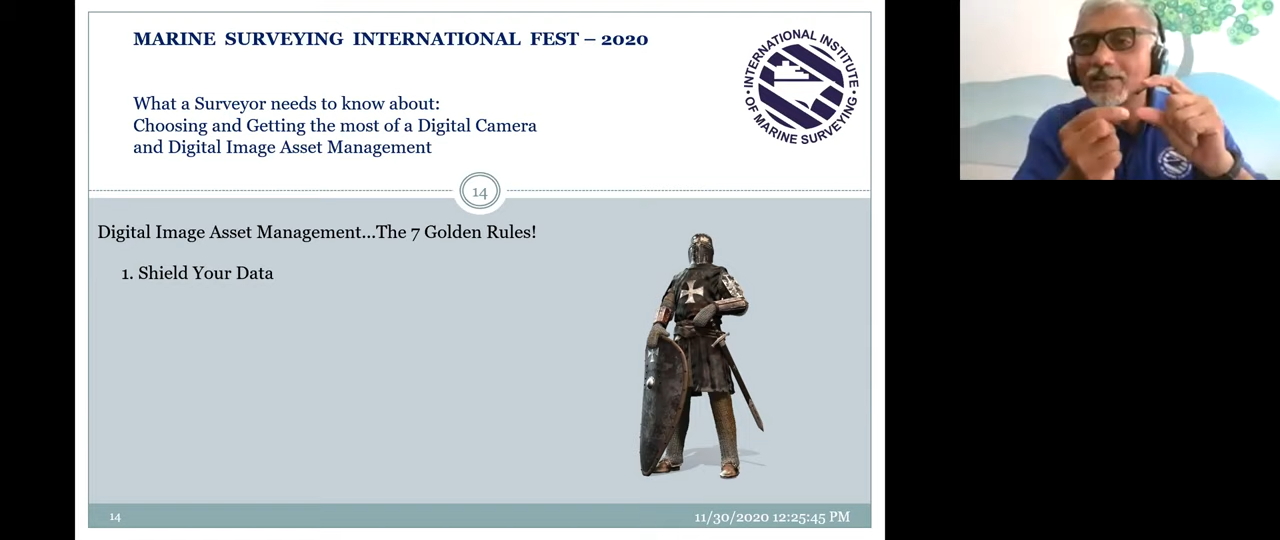 MARINE SURVEYING INTERNATIONAL FEST – 2020
INTERNATIONAL INSTITUTE
• OF MARINE SURVEYING •
What a Surveyor needs to know about:
Choosing and Getting the most of a Digital Camera
and Digital Image Asset Management
14
Digital Image Asset Management...The 7 Golden Rules!
1. Shield Your Data
14
11/30/2020 12:25:45 PM